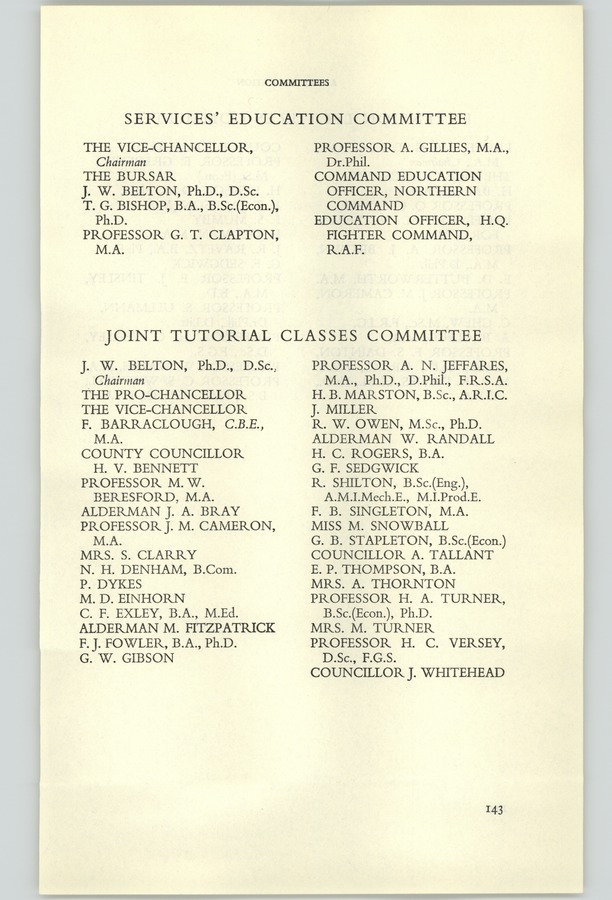 COMMITTEES
SERVICES' EDUCATION COMMITTEE
THE VICE-CHANCELLOR,
Chairman
THE BURSAR
J. W. BELTON, Ph.D., D.Sc.
T. G. BISHOP, B.A., B.Sc.(Econ.),
Ph.D.
PROFESSOR G. T. CLAPTON,
M.A.
PROFESSOR A. GILLIES, M.A.,
Dr.Phil.
COMMAND EDUCATION
OFFICER, NORTHERN
COMMAND
EDUCATION OFFICER, H.Q.
FIGHTER COMMAND,
R.A.F.
JOINT TUTORIAL CLASSES COMMITTEE
J. W. BELTON, Ph.D., D.Sc.,
Chairman
THE PRO-CHANCELLOR
THE VICE-CHANCELLOR
F. BARRACLOUGH, C.B.E.,
M.A.
COUNTY COUNCILLOR
H. V. BENNETT
PROFESSOR M. W.
BERESFORD, M.A.
ALDERMAN J. A. BRAY
PROFESSOR J. M. CAMERON,
M.A.
MRS. S. CLARRY
N. H. DENHAM, B.Com.
P. DYKES
M. D. EINHORN
C. F. EXLEY, B.A., M.Ed.
ALDERMAN M. FITZPATRICK
F. J. FOWLER, B.A., Ph.D.
G. W. GIBSON
PROFESSOR A. N. JEFFARES,
M.A., Ph.D., D.Phil., F.R.S.A.
H. B. MARSTON, B.Sc., A.R.I.C.
J. MILLER
R. W. OWEN, M.Sc., Ph.D.
ALDERMAN W. RANDALL
H. C. ROGERS, B.A.
G. F. SEDGWICK
R. SHILTON, B.Sc.(Eng.),
A.M.I.Mech.E., M.I.Prod.E.
F. B. SINGLETON, M.A.
MISS M. SNOWBALL
G. B. STAPLETON, B.Sc.(Econ.)
COUNCILLOR A. TALLANT
E. P. THOMPSON, B.A.
MRS. A. THORNTON
PROFESSOR H. A. TURNER,
B.Sc.(Econ.), Ph.D.
MRS. M. TURNER
PROFESSOR H. C. VERSEY,
D.Sc., F.G.S.
COUNCILLOR J. WHITEHEAD
143